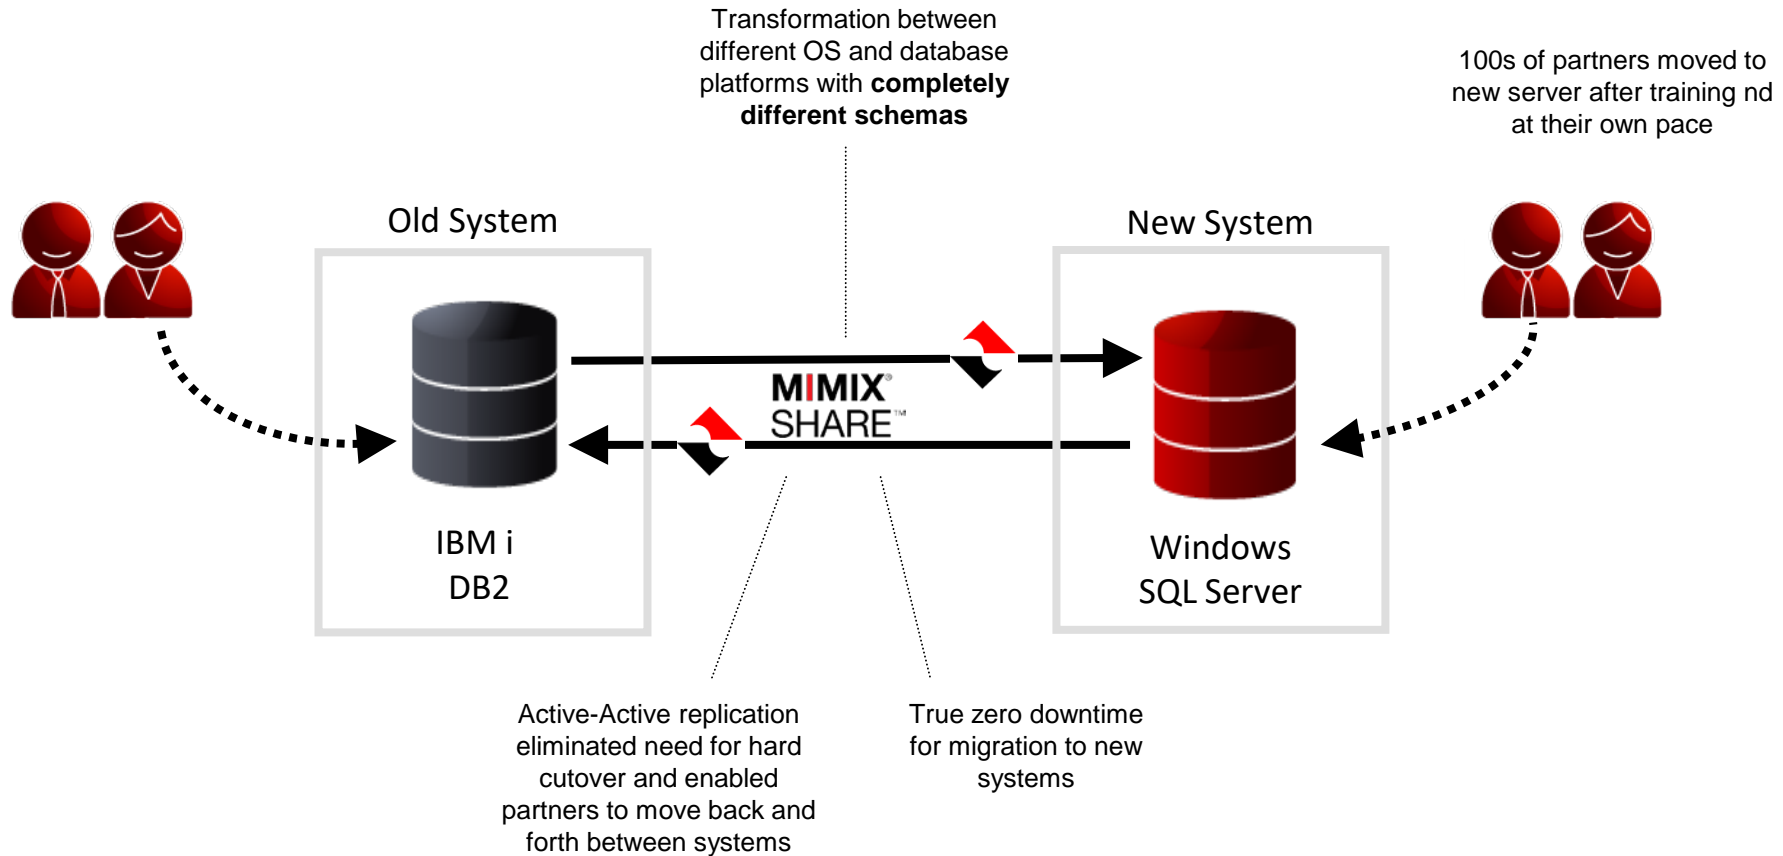 Transformation between
different OS and database
platforms with completely
different schemas
100s of partners moved to
new server after training nd
at their own pace
Old System
New System
MIMIX®
SHARE™
IBM i
DB2
Windows
SQL Server
Active-Active replication
eliminated need for hard
cutover and enabled
partners to move back and
forth between systems
True zero downtime
for migration to new
systems